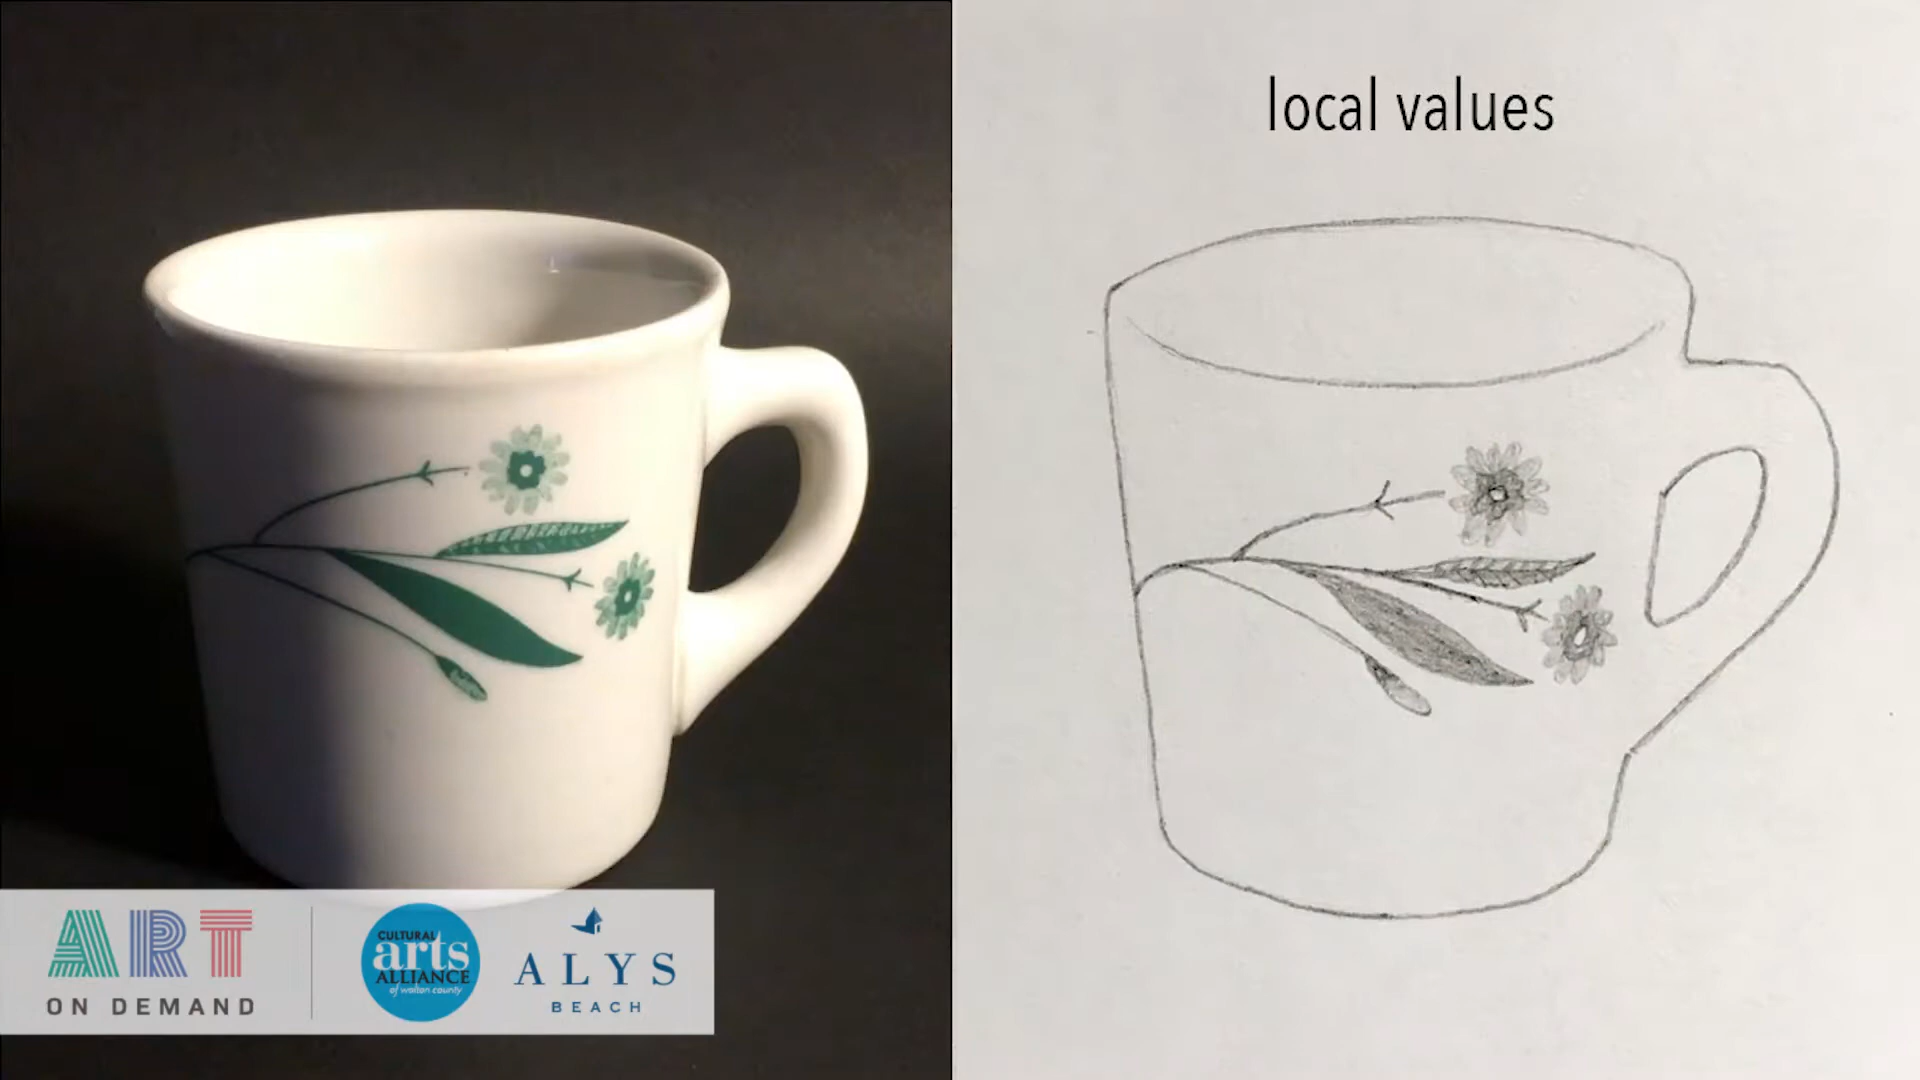 local values
ART
ON DEMAND
CULTURAL
arts
ALLIANCE
of walton county
ALYS
BEACH